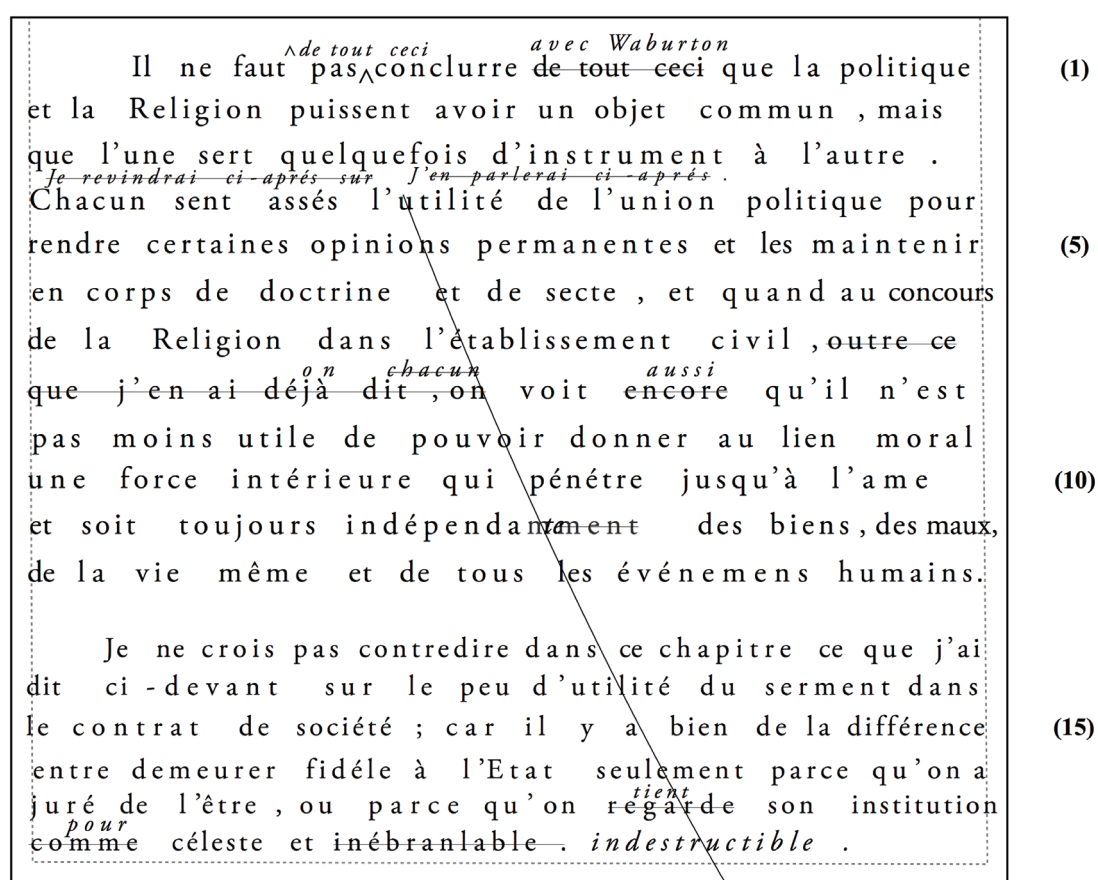 ^de tout ceci avec Waburton
Il ne faut pas^conclurre de tout ceci que la politique (1)
et la Religion puissent avoir un objet commun , mais
que l'une sert quelquefois d'instrument à l'autre .
Je revindrai ci-aprés sur J'en parlerai ci-aprés .
Chacun sent assés l'utilité de l'union politique pour
rendre certaines opinions permanentes et les maintenir (5)
en corps de doctrine et de secte , et quand au concours
de la Religion dans l'établissement civil , outre ce
on chacun aussi
que j'en ai déjà dit , on voit encore qu'il n'est
pas moins utile de pouvoir donner au lien moral
une force intérieure qui pénétre jusqu'à l'ame (10)
te
et soit toujours indépendamment des biens , des maux,
de la vie même et de tous les événemens humains.
Je ne crois pas contredire dans ce chapitre ce que j'ai
dit ci-devant sur le peu d'utilité du serment dans
le contrat de société ; car il y a bien de la différence (15)
entre demeurer fidéle à l'Etat seulement parce qu'on a
tient
juré de l'être , ou parce qu'on regarde son institution
pour
comme céleste et inébranlable . indestructible .